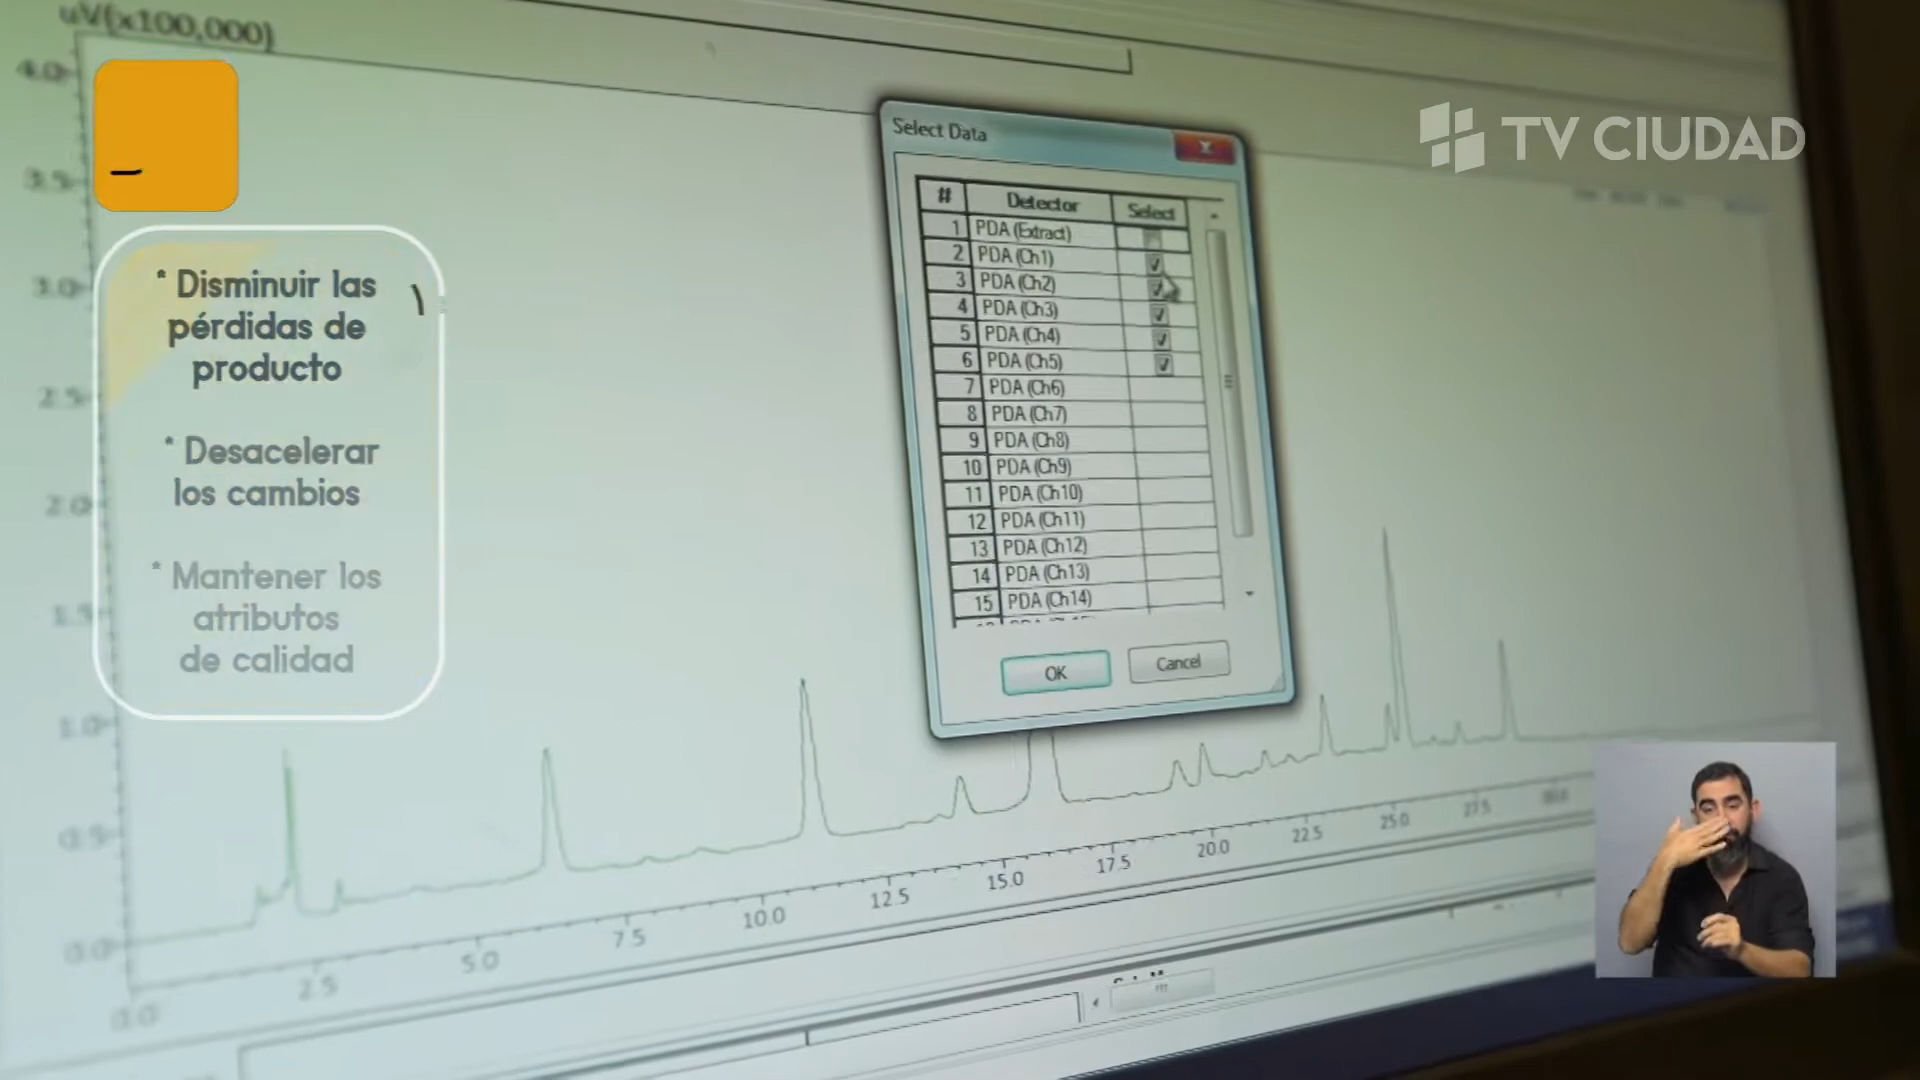 uV(x100,000)
4.0
3.5
3.0
2.5
2.0
1.5
1.0
0.5
0.0
0.0
2.5
5.0
7.5
10.0
12.5
15.0
17.5
20.0
22.5
25.0
27.5
TV CIUDAD
* Disminuir las
pérdidas de
producto
* Desacelerar
los cambios
* Mantener los
atributos
de calidad
Select Data
# Detector Select
1 PDA (Extract)
2 PDA (Ch1)
3 PDA (Ch2)
4 PDA (Ch3)
5 PDA (Ch4)
6 PDA (Ch5)
7 PDA (Ch6)
8 PDA (Ch7)
9 PDA (Ch8)
10 PDA (Ch9)
11 PDA (Ch10)
12 PDA (Ch11)
13 PDA (Ch12)
14 PDA (Ch13)
15 PDA (Ch14)
OK Cancel